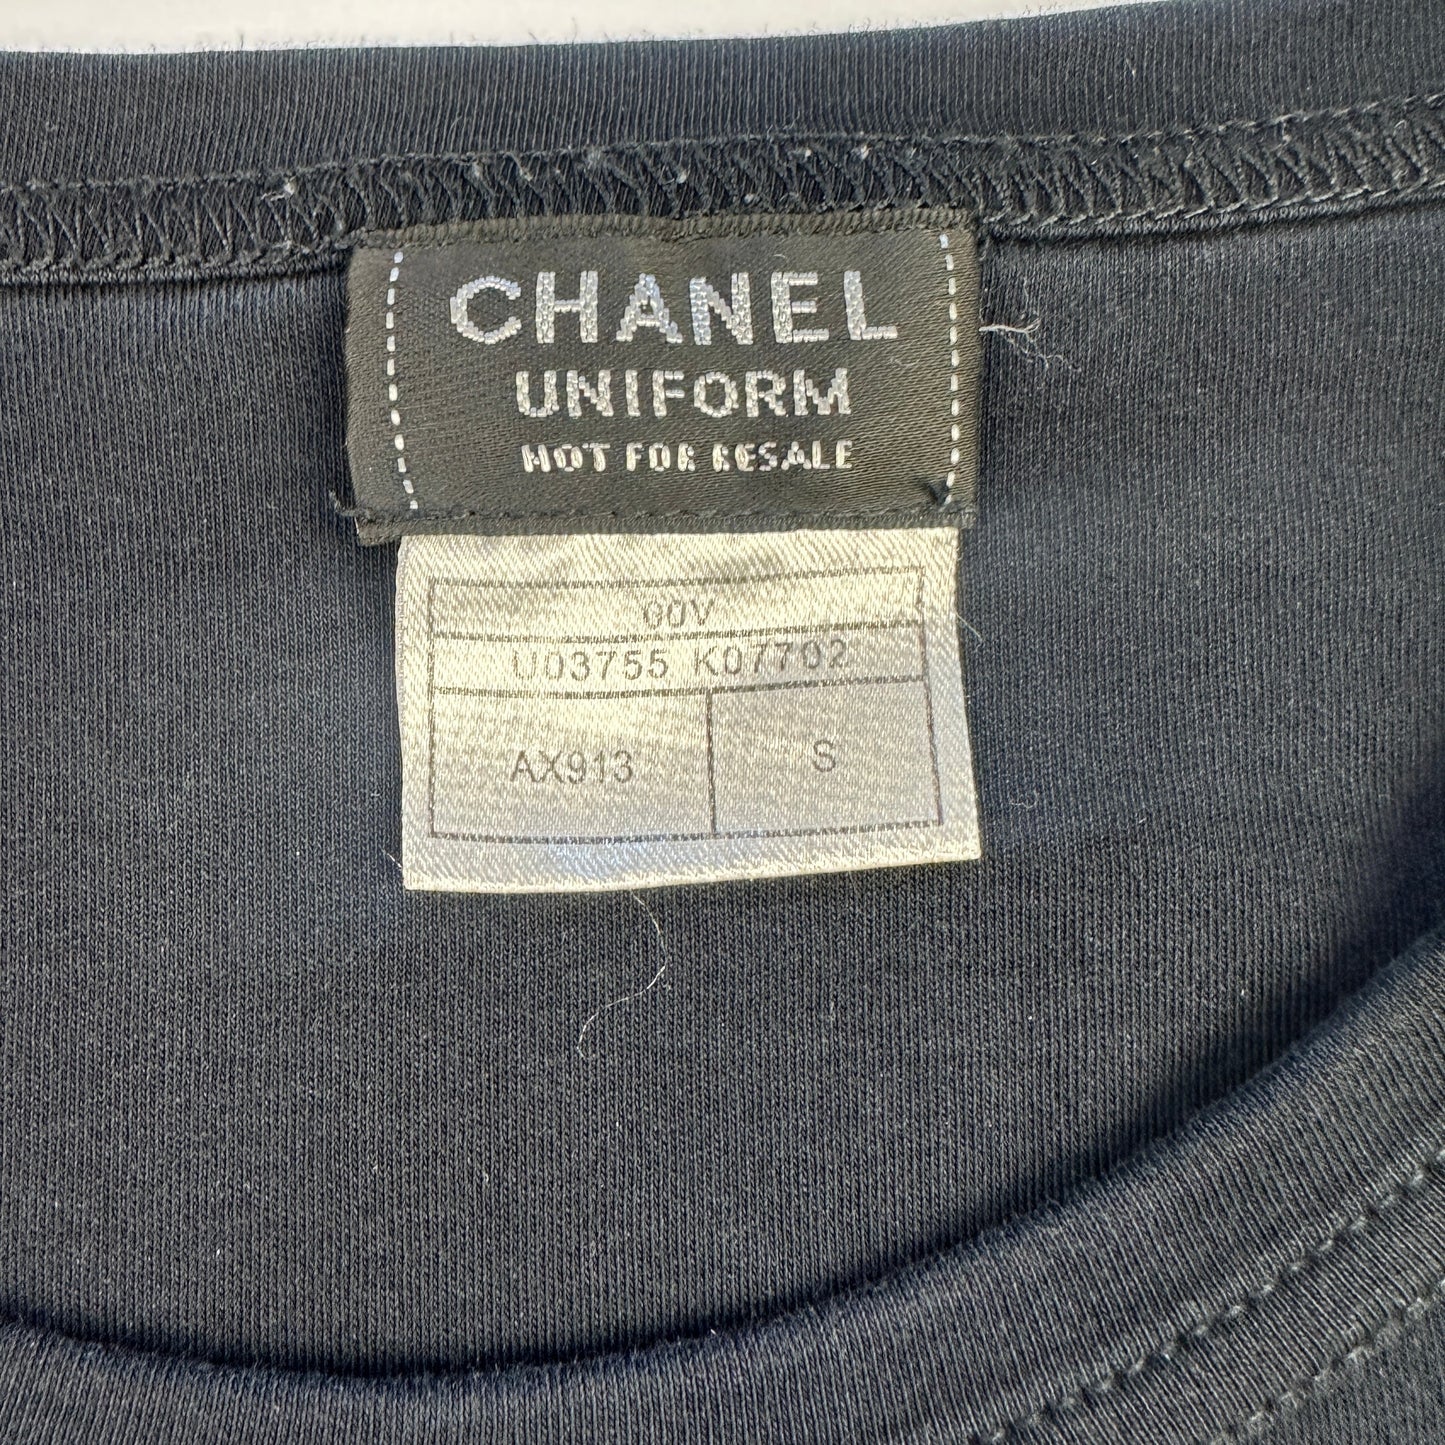 CHANEL
UNIFORM
NOT FOR RESALE
00V
U03755 K07702
AX913 S